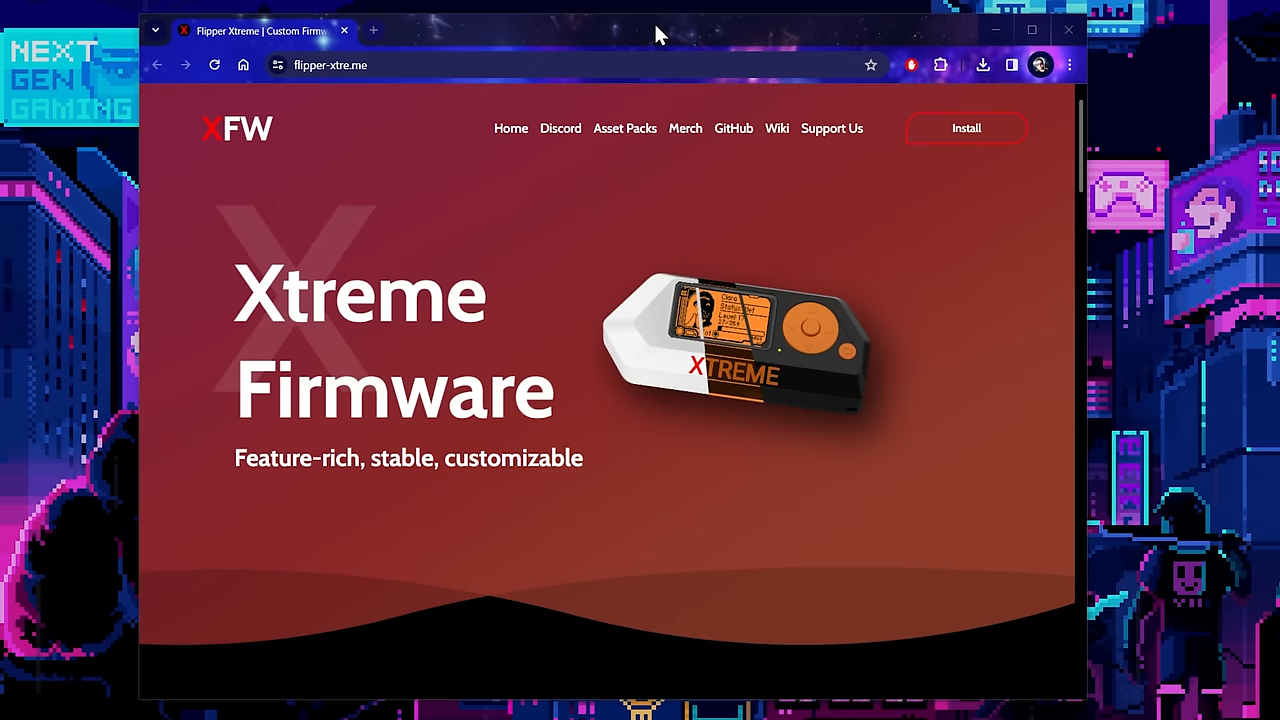 NEXT
GEN
GAMING
Flipper Xtreme | Custom Firmw
flipper-xtre.me
XFW
Home Discord Asset Packs Merch GitHub Wiki Support Us Install
X
Xtreme
Firmware
Feature-rich, stable, customizable
XTREME